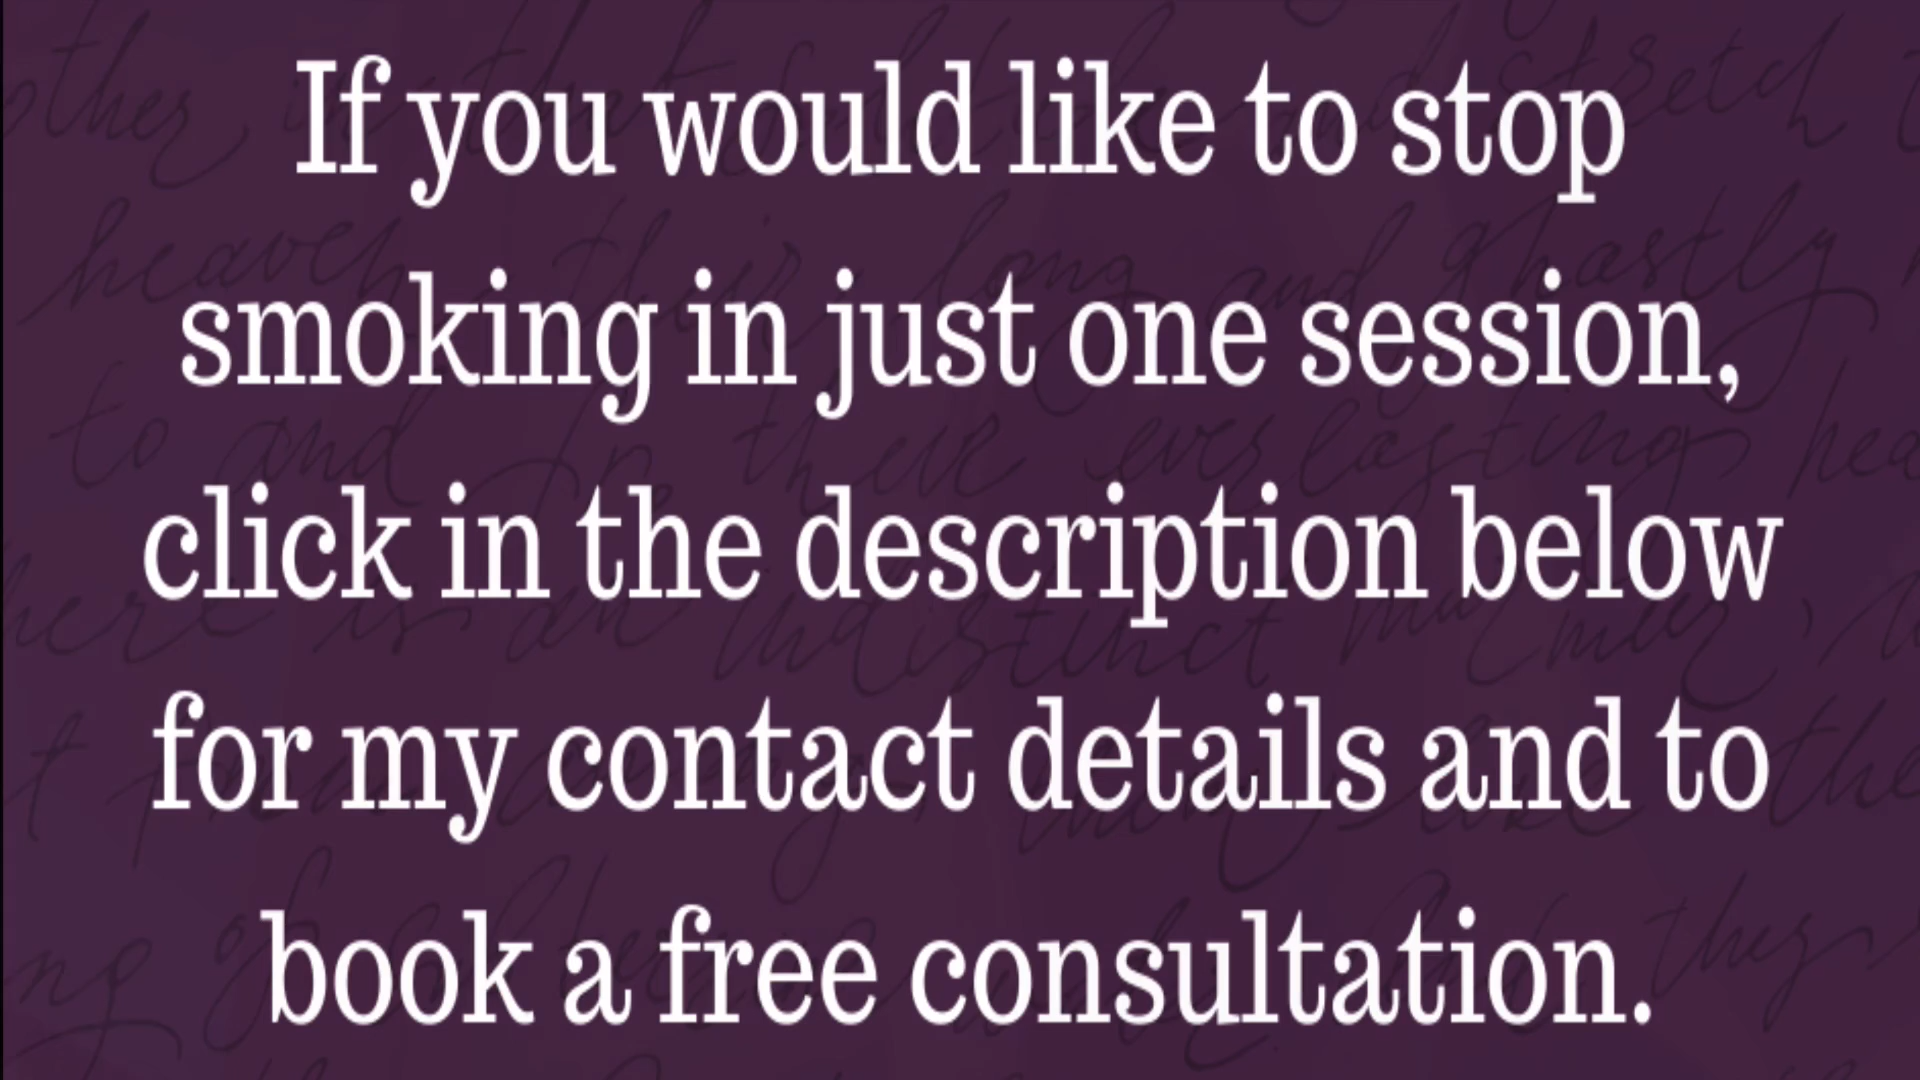 If you would like to stop
smoking in just one session,
click in the description below
for my contact details and to
book a free consultation.